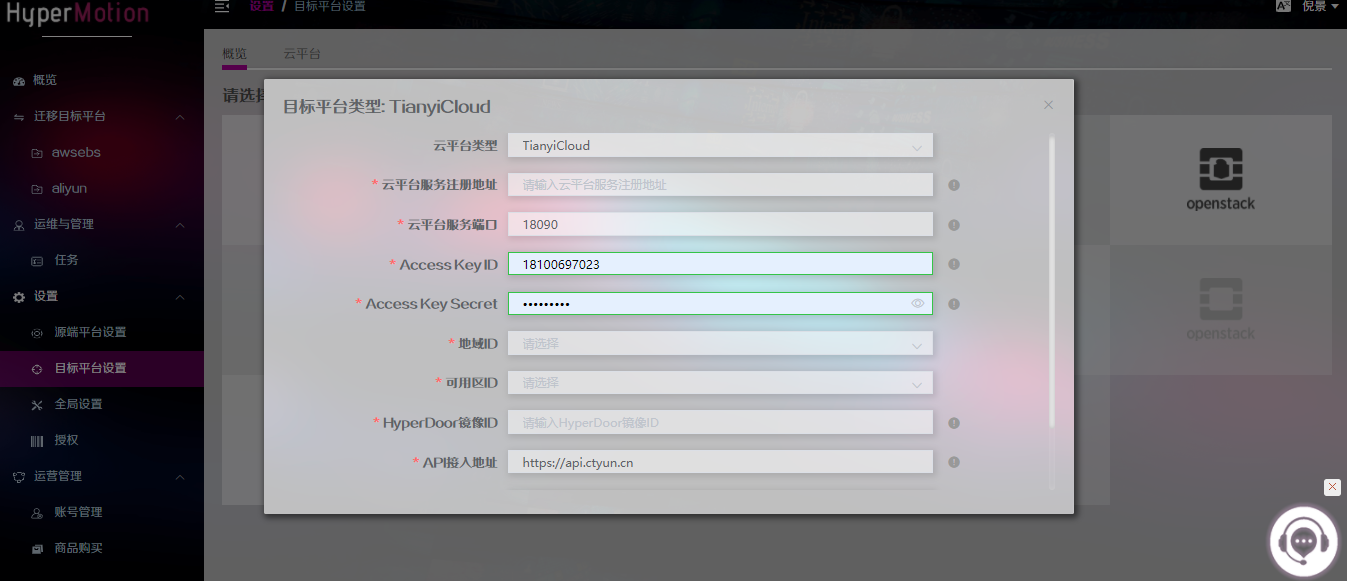 HyperMotion
设置 / 目标平台设置
倪景
概览
迁移目标平台
awsebs
aliyun
运维与管理
任务
设置
源端平台设置
目标平台设置
全局设置
授权
运营管理
账号管理
商品购买
概览 云平台
请选择
目标平台类型: TianyiCloud
云平台类型 TianyiCloud
* 云平台服务注册地址 请输入云平台服务注册地址
* 云平台服务端口 18090
* Access Key ID 18100697023
* Access Key Secret •••••••••
* 地域ID 请选择
* 可用区ID 请选择
* HyperDoor镜像ID 请输入HyperDoor镜像ID
* API接入地址 https://api.ctyun.cn
openstack
openstack